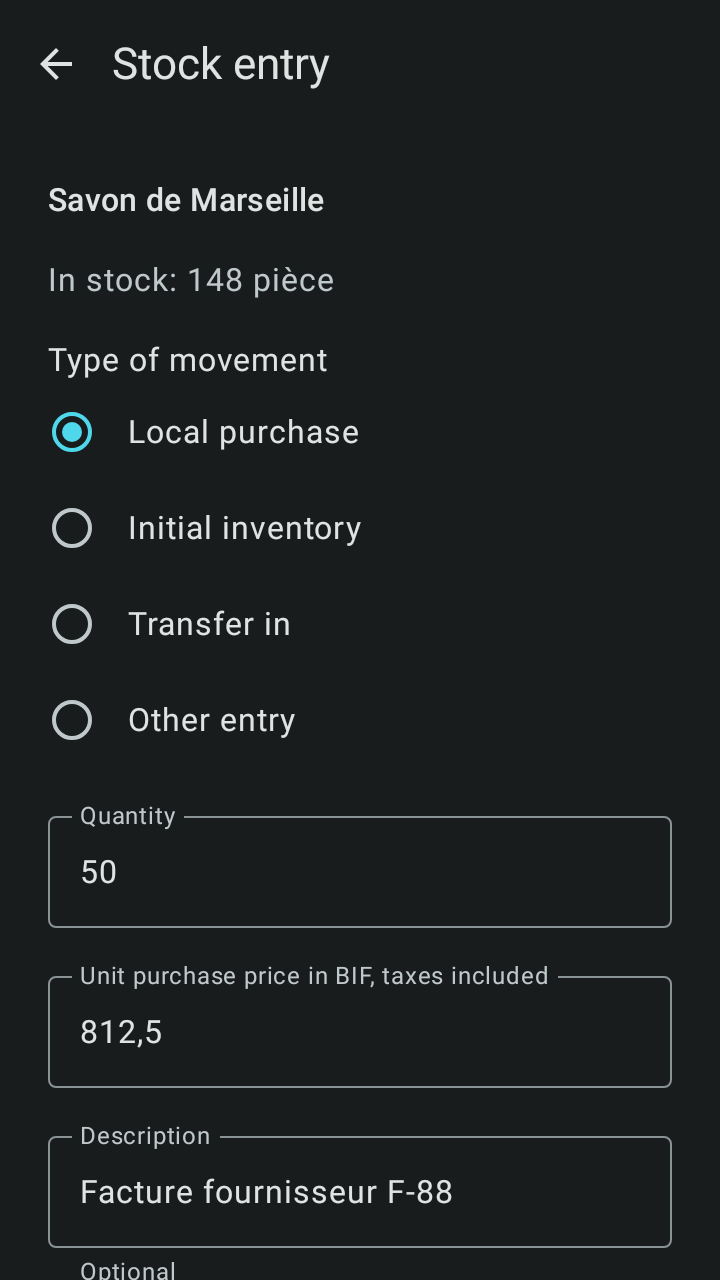 Stock entry
Savon de Marseille
In stock: 148 pièce
Type of movement
Local purchase
Initial inventory
Transfer in
Other entry
Quantity
50
Unit purchase price in BIF, taxes included
812,5
Description
Facture fournisseur F-88
Optional